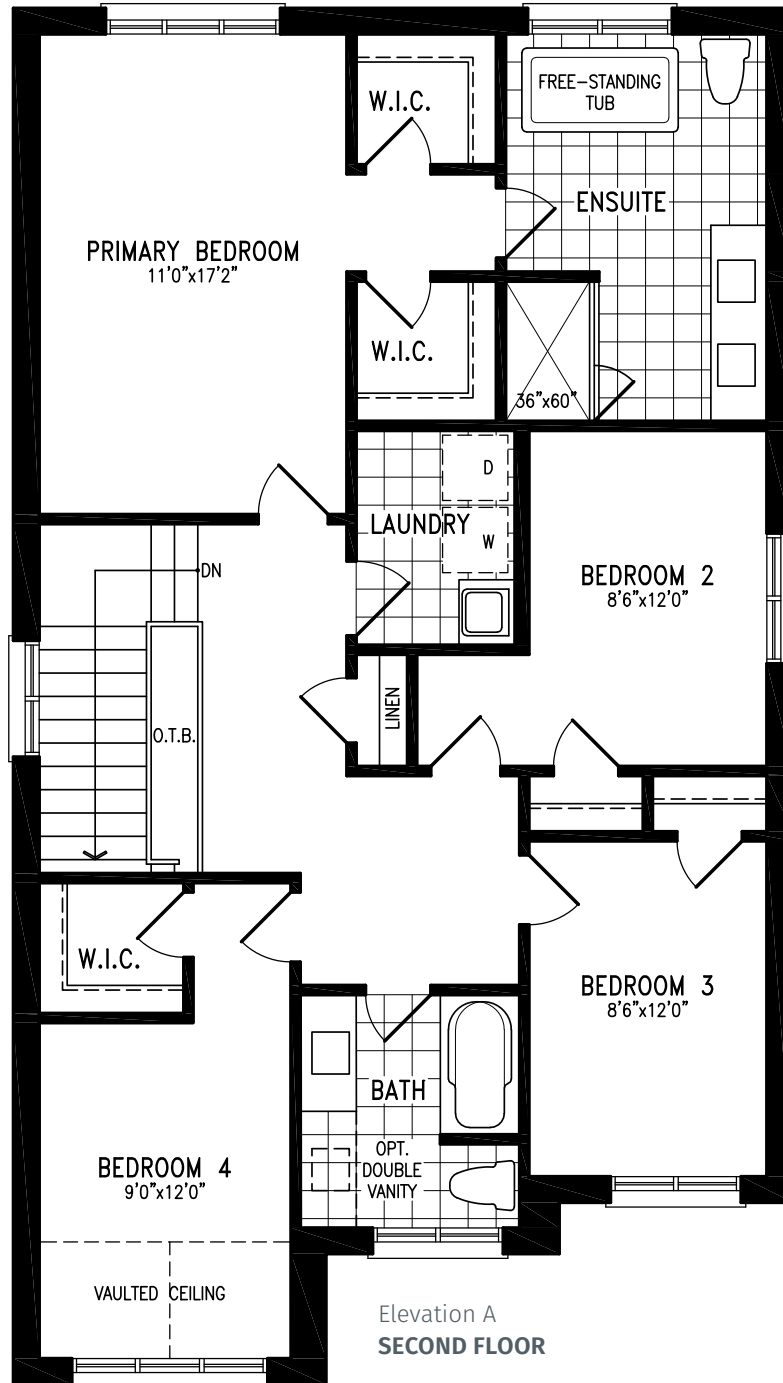 W.I.C.
FREE-STANDING
TUB
ENSUITE
PRIMARY BEDROOM
11'0"x17'2"
W.I.C.
36"x60"
D
LAUNDRY
W
DN
BEDROOM 2
8'6"x12'0"
LINEN
O.T.B.
W.I.C.
BEDROOM 3
8'6"x12'0"
BATH
OPT.
DOUBLE
VANITY
BEDROOM 4
9'0"x12'0"
VAULTED CEILING
Elevation A
SECOND FLOOR